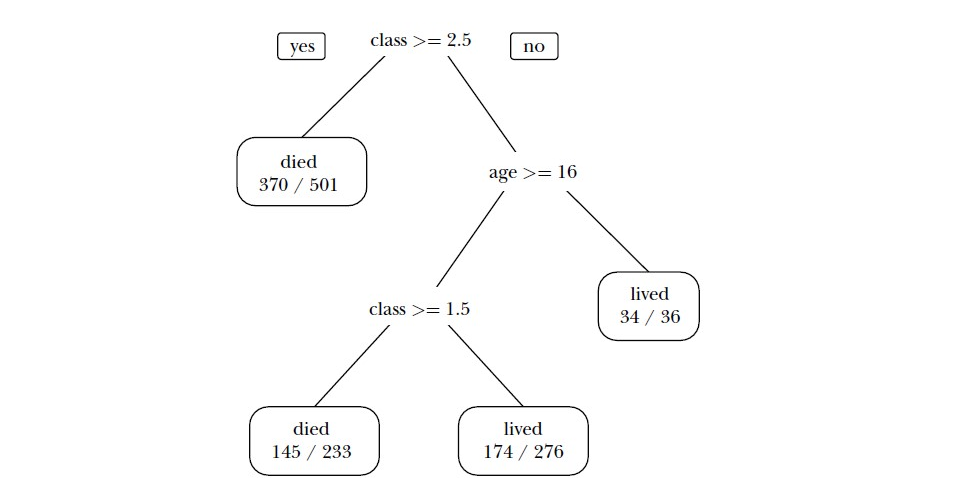 yes
class >= 2.5
no
died
370 / 501
age >= 16
lived
34 / 36
class >= 1.5
died
145 / 233
lived
174 / 276